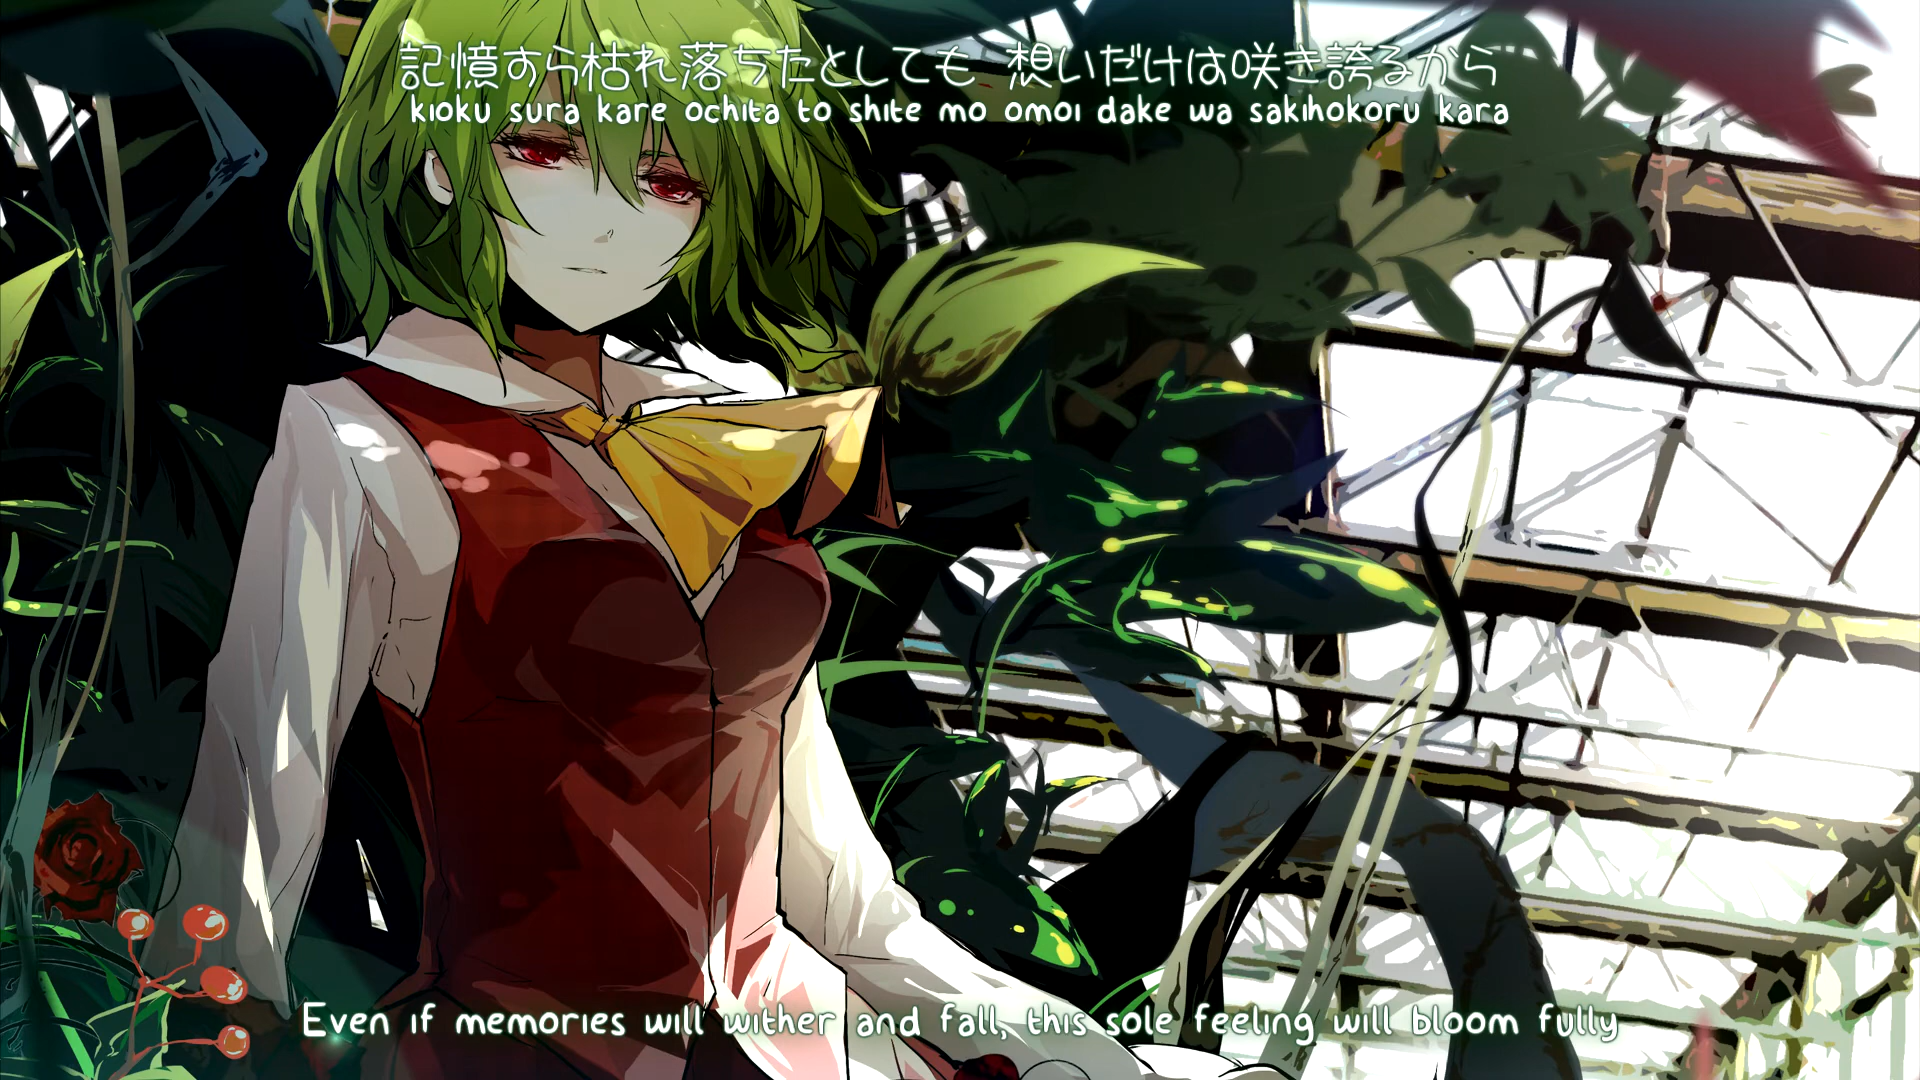 記憶すら枯れ落ちたとしても 想いだけは咲き誇るから
kioku sura kare ochita to shite mo omoi dake wa sakihokoru kara
Even if memories will wither and fall, this sole feeling will bloom fully